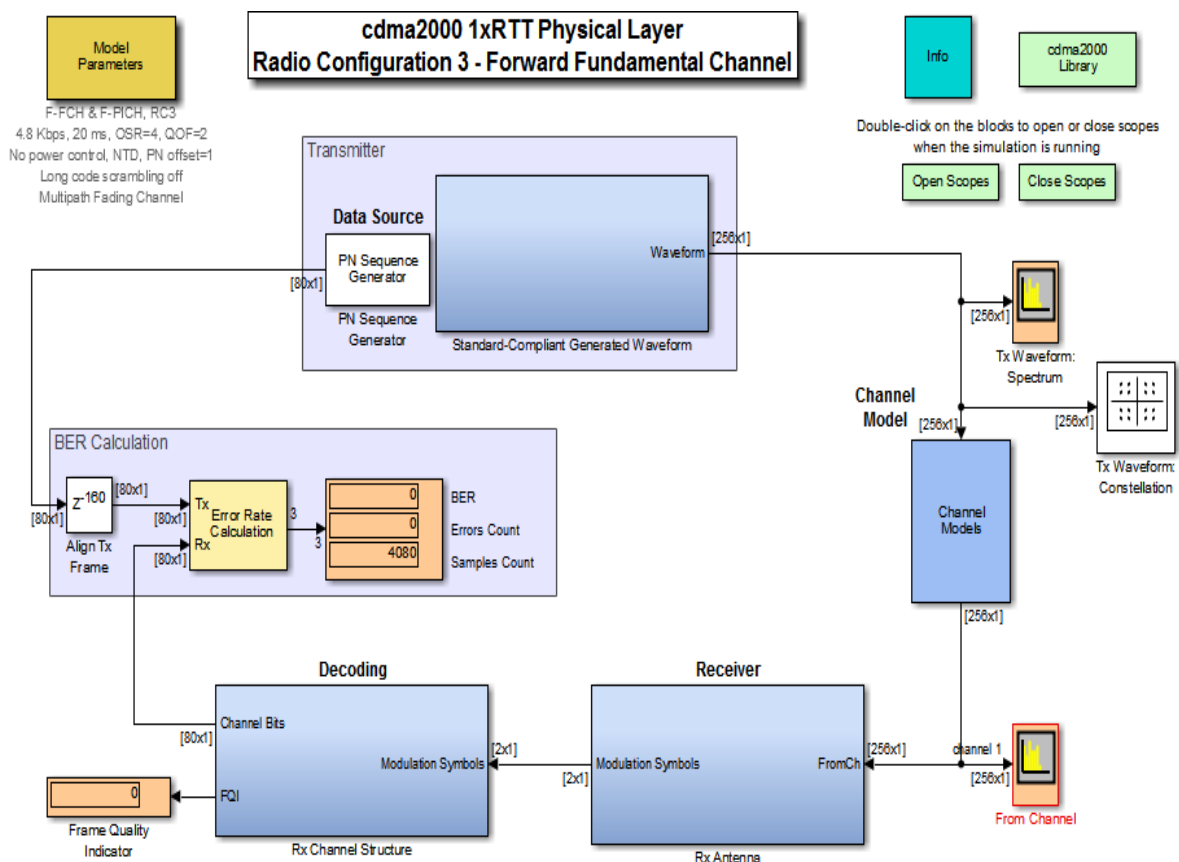 cdma2000 1xRTT Physical Layer
Radio Configuration 3 - Forward Fundamental Channel
Model
Parameters
F-FCH & F-PICH, RC3
4.8 Kbps, 20 ms, OSR=4, QOF=2
No power control, NTD, PN offset=1
Long code scrambling off
Multipath Fading Channel
Info
cdma2000
Library
Double-click on the blocks to open or close scopes
when the simulation is running
Open Scopes
Close Scopes
Transmitter
Data Source
PN Sequence
Generator
[80x1]
PN Sequence
Generator
Waveform
[256x1]
Standard-Compliant Generated Waveform
[256x1]
Tx Waveform:
Spectrum
[256x1]
Tx Waveform:
Constellation
Channel
Model
[256x1]
Channel
Models
[256x1]
BER Calculation
[80x1]
Z-160
[80x1]
Align Tx
Frame
[80x1]
Tx
Rx
[80x1]
Error Rate
Calculation
3
3
0
0
4080
BER
Errors Count
Samples Count
Decoding
Channel Bits
[80x1]
Modulation Symbols
[2x1]
FQI
Rx Channel Structure
0
Frame Quality
Indicator
Receiver
Modulation Symbols
[2x1]
FromCh
[256x1]
Rx Antenna
channel 1
[256x1]
From Channel